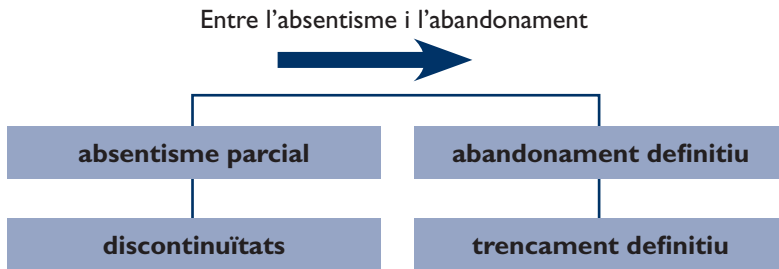 Entre l’absentisme i l’abandonament
absentisme parcial
abandonament definitiu
discontinuïtats
trencament definitiu